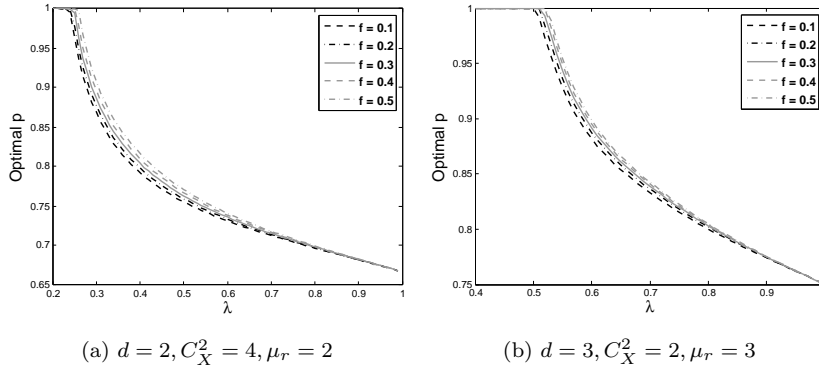 1
0.95
0.9
0.85
0.8
0.75
0.7
0.65
Optimal p
0.2 0.3 0.4 0.5 0.6 0.7 0.8 0.9 1
λ
f = 0.1
f = 0.2
f = 0.3
f = 0.4
f = 0.5
(a) d = 2, C_X^2 = 4, μ_r = 2
1
0.95
0.9
0.85
0.8
0.75
Optimal p
0.4 0.5 0.6 0.7 0.8 0.9
λ
f = 0.1
f = 0.2
f = 0.3
f = 0.4
f = 0.5
(b) d = 3, C_X^2 = 2, μ_r = 3